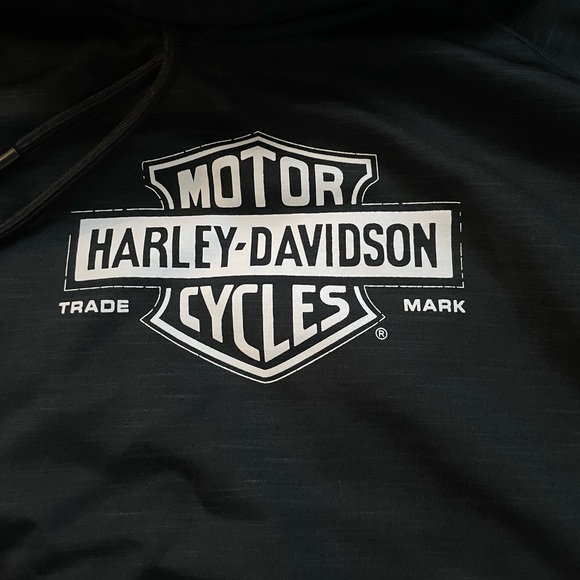 MOTOR
HARLEY-DAVIDSON
TRADE CYCLES MARK
®